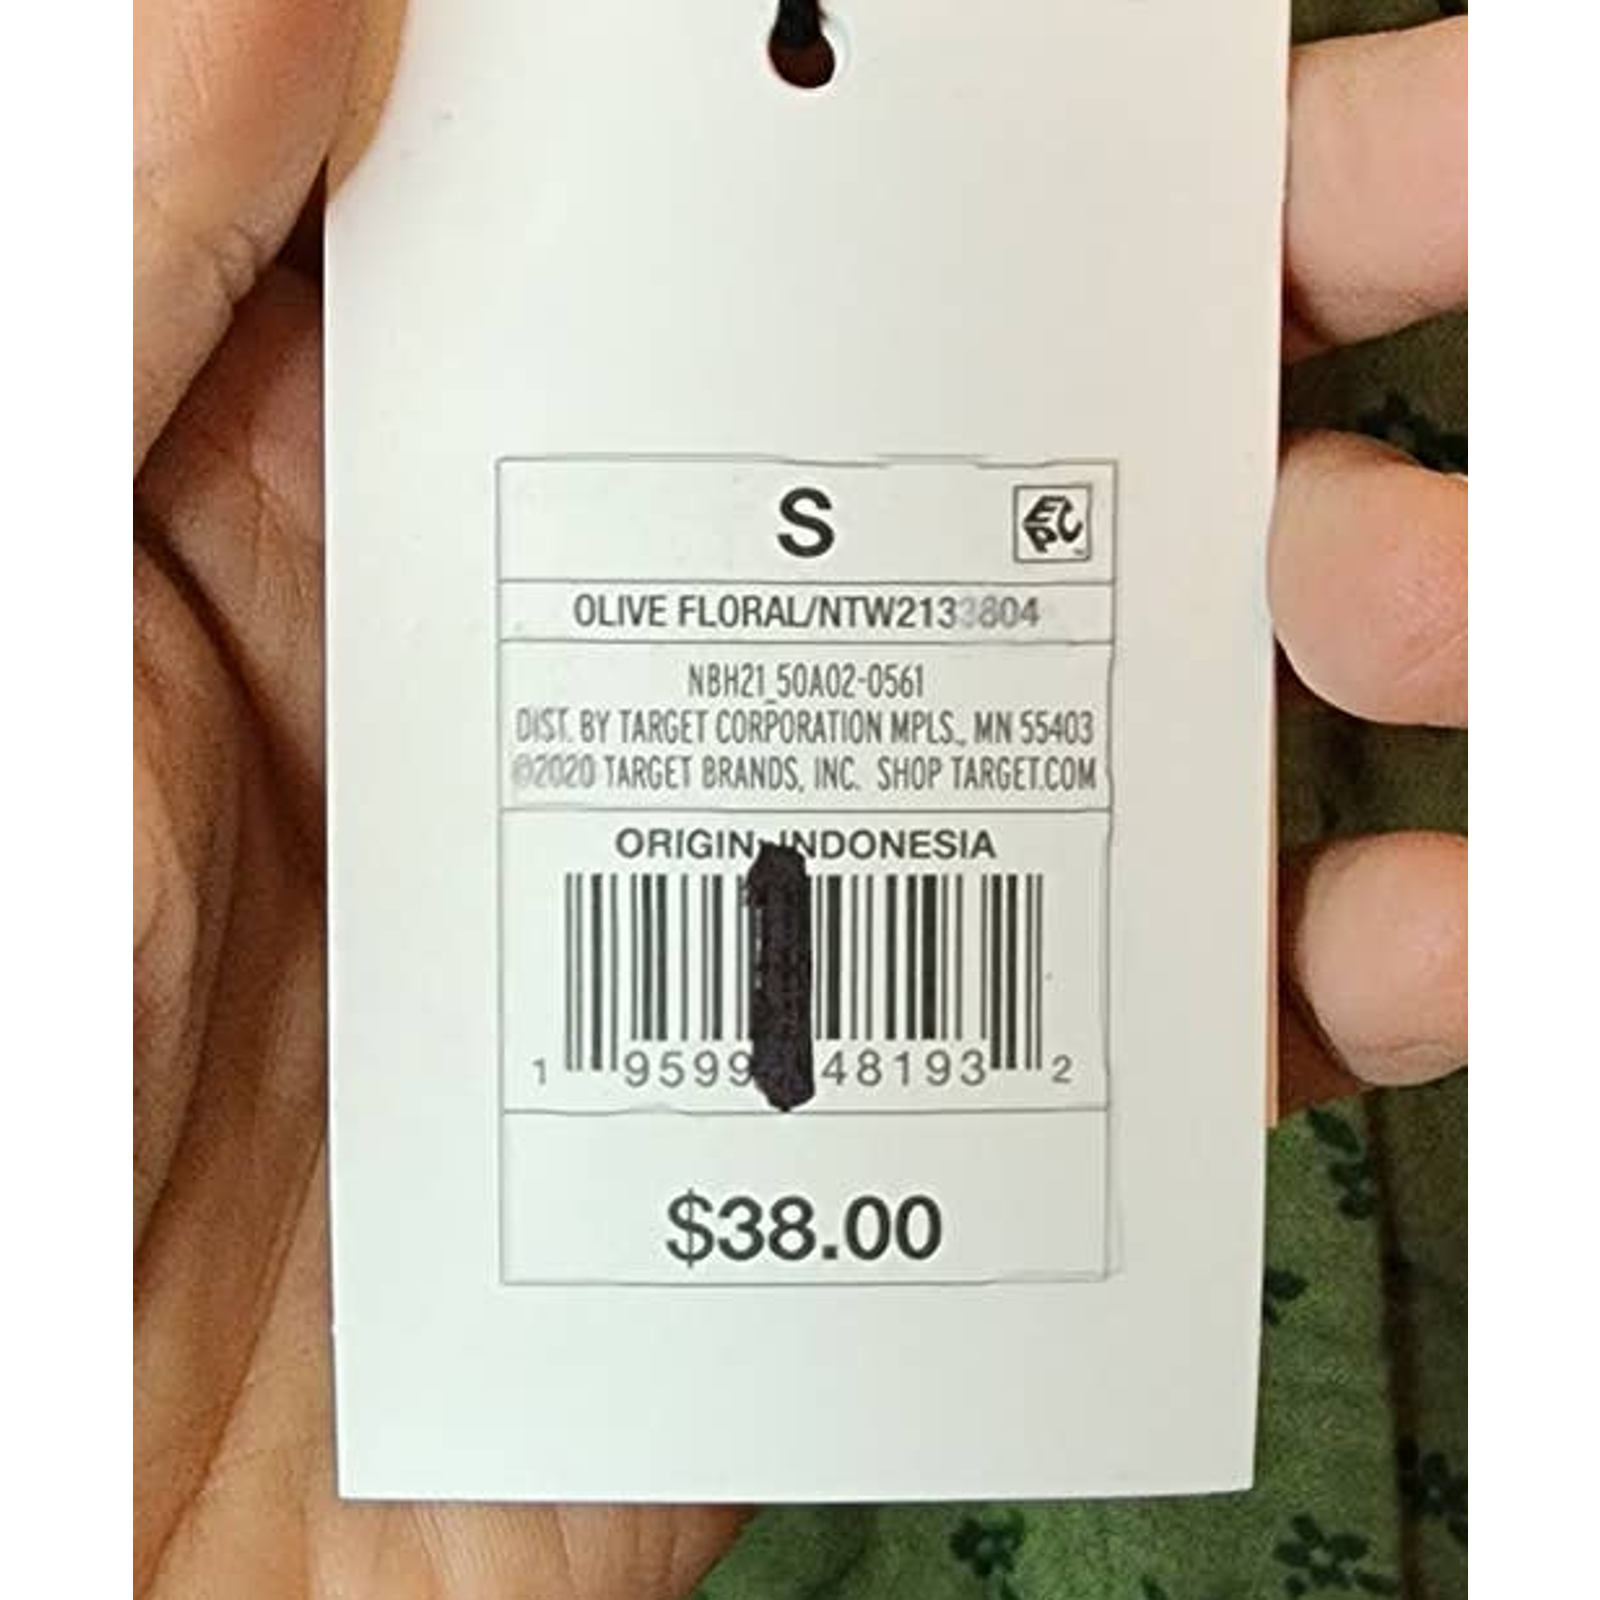 S EPC
OLIVE FLORAL/NTW2133804
NBH21_50A02-0561
DIST. BY TARGET CORPORATION MPLS., MN 55403
©2020 TARGET BRANDS, INC. SHOP TARGET.COM
ORIGIN: INDONESIA
1 9599 48193 2
$38.00